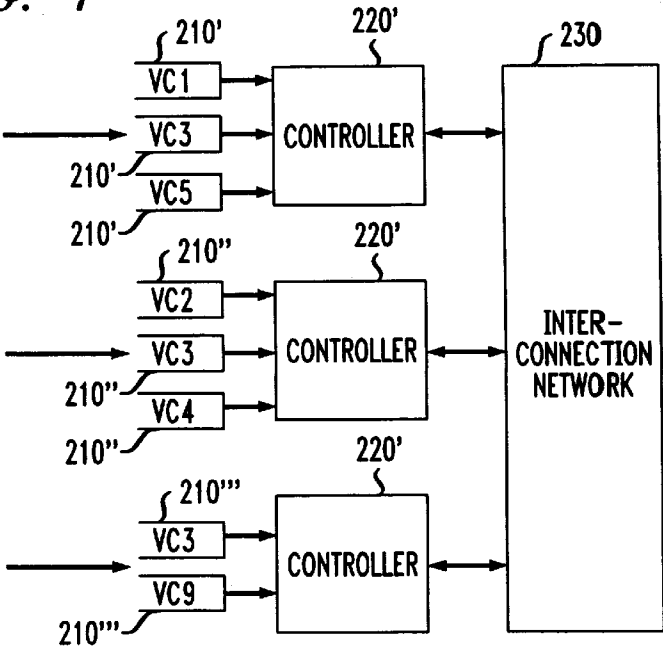 210'
220'
230
VC1
VC3
CONTROLLER
210'
VC5
210'
210"
220'
VC2
VC3
CONTROLLER
INTER-
CONNECTION
NETWORK
210"
VC4
210"
220'
210'''
VC3
CONTROLLER
VC9
210'''